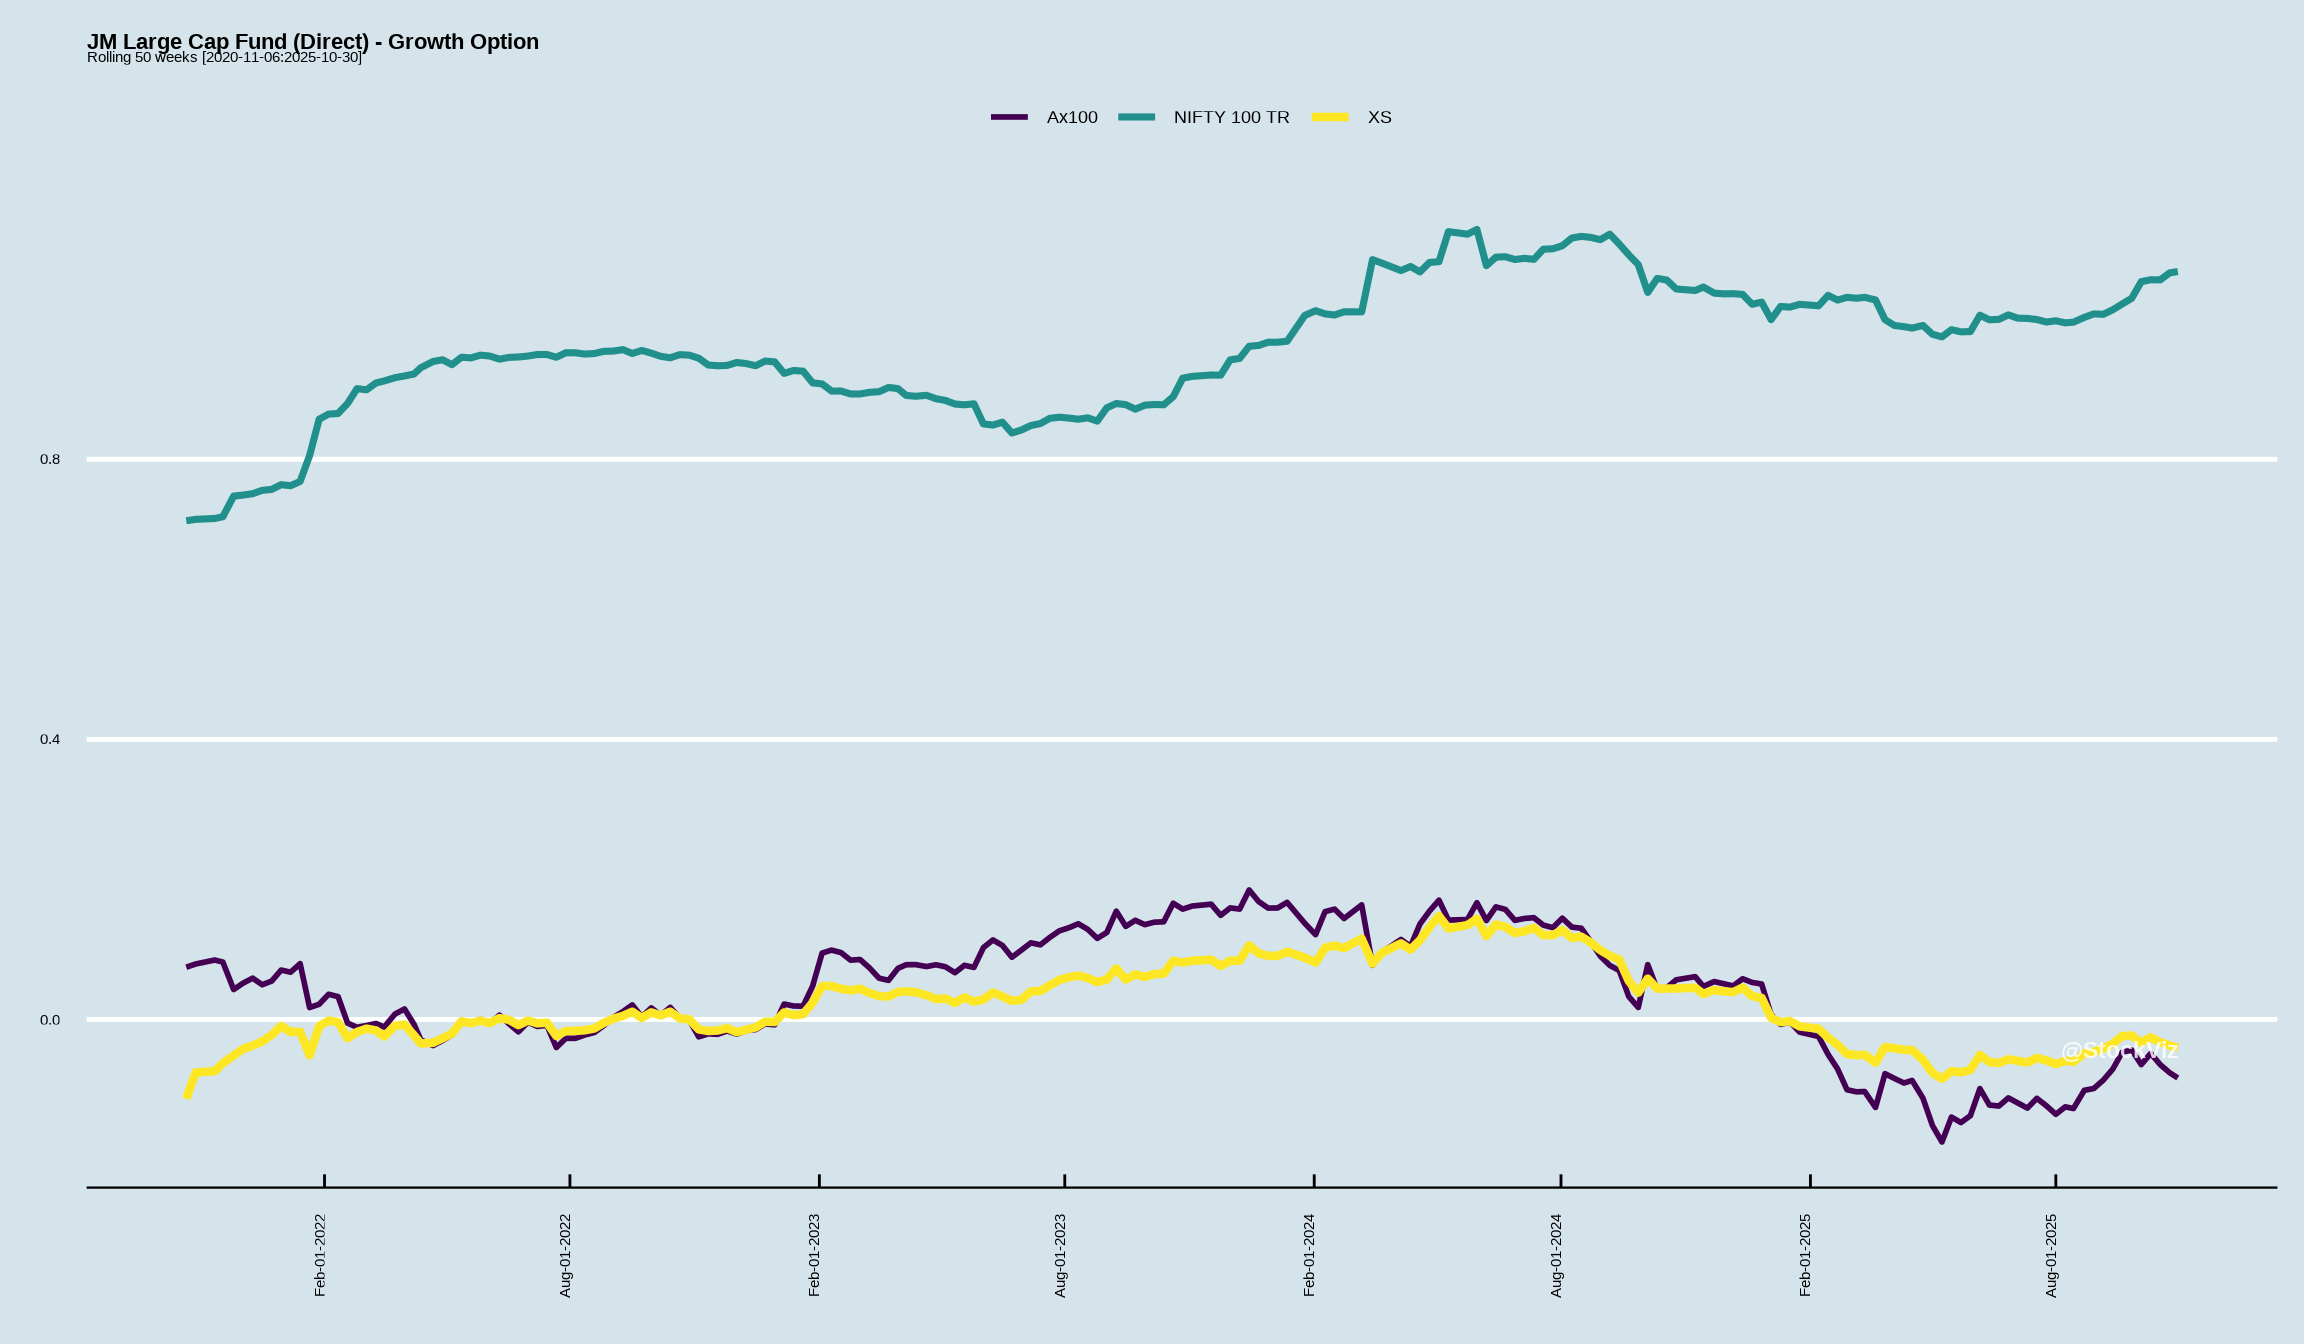 JM Large Cap Fund (Direct) - Growth Option
Rolling 50 weeks [2020-11-06:2025-10-30]
Ax100 NIFTY 100 TR XS
0.8
0.4
0.0
@StockViz
Feb-01-2022 Aug-01-2022 Feb-01-2023 Aug-01-2023 Feb-01-2024 Aug-01-2024 Feb-01-2025 Aug-01-2025